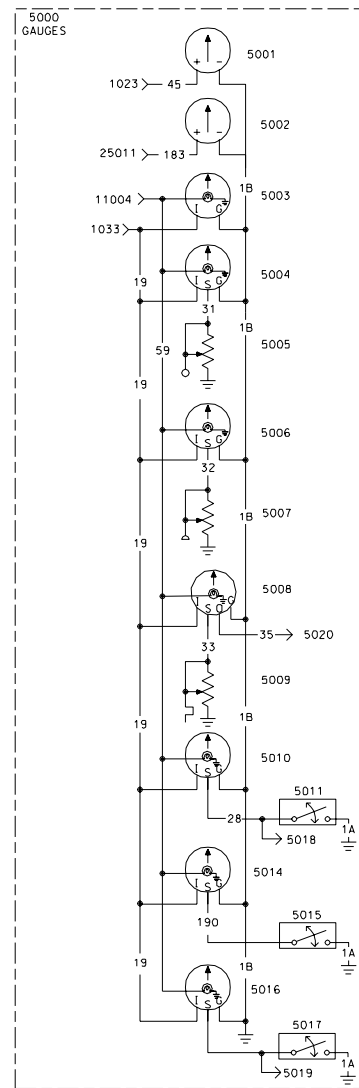 5000
GAUGES
5001
+ -
1023 45
5002
+ -
25011 183
1B 5003
11004
I G
1033
5004
19 I S G
31
1B
5005
59
19
5006
I S G
32
5007
1B
19
5008
I S O G
35 5020
33
5009
19 1B
5010
I S G 5011
28
5018 1A
5014
I S G
190 5015
19 1B 1A
5016
I S G 5017
5019 1A